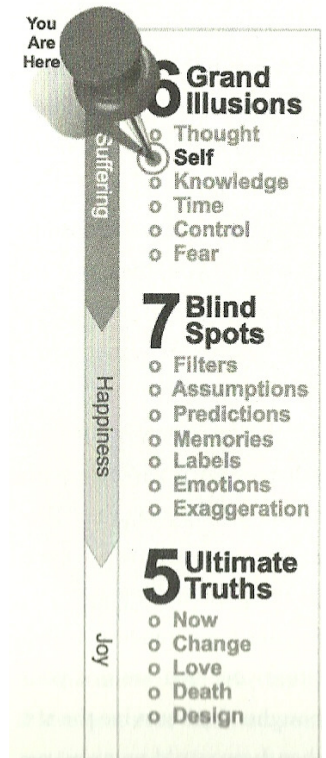 You
Are
Here
6 Grand
Illusions
o Thought
o Self
o Knowledge
o Time
o Control
o Fear
Suffering
7 Blind
Spots
o Filters
o Assumptions
o Predictions
o Memories
o Labels
o Emotions
o Exaggeration
Happiness
5 Ultimate
Truths
o Now
o Change
o Love
o Death
o Design
Joy